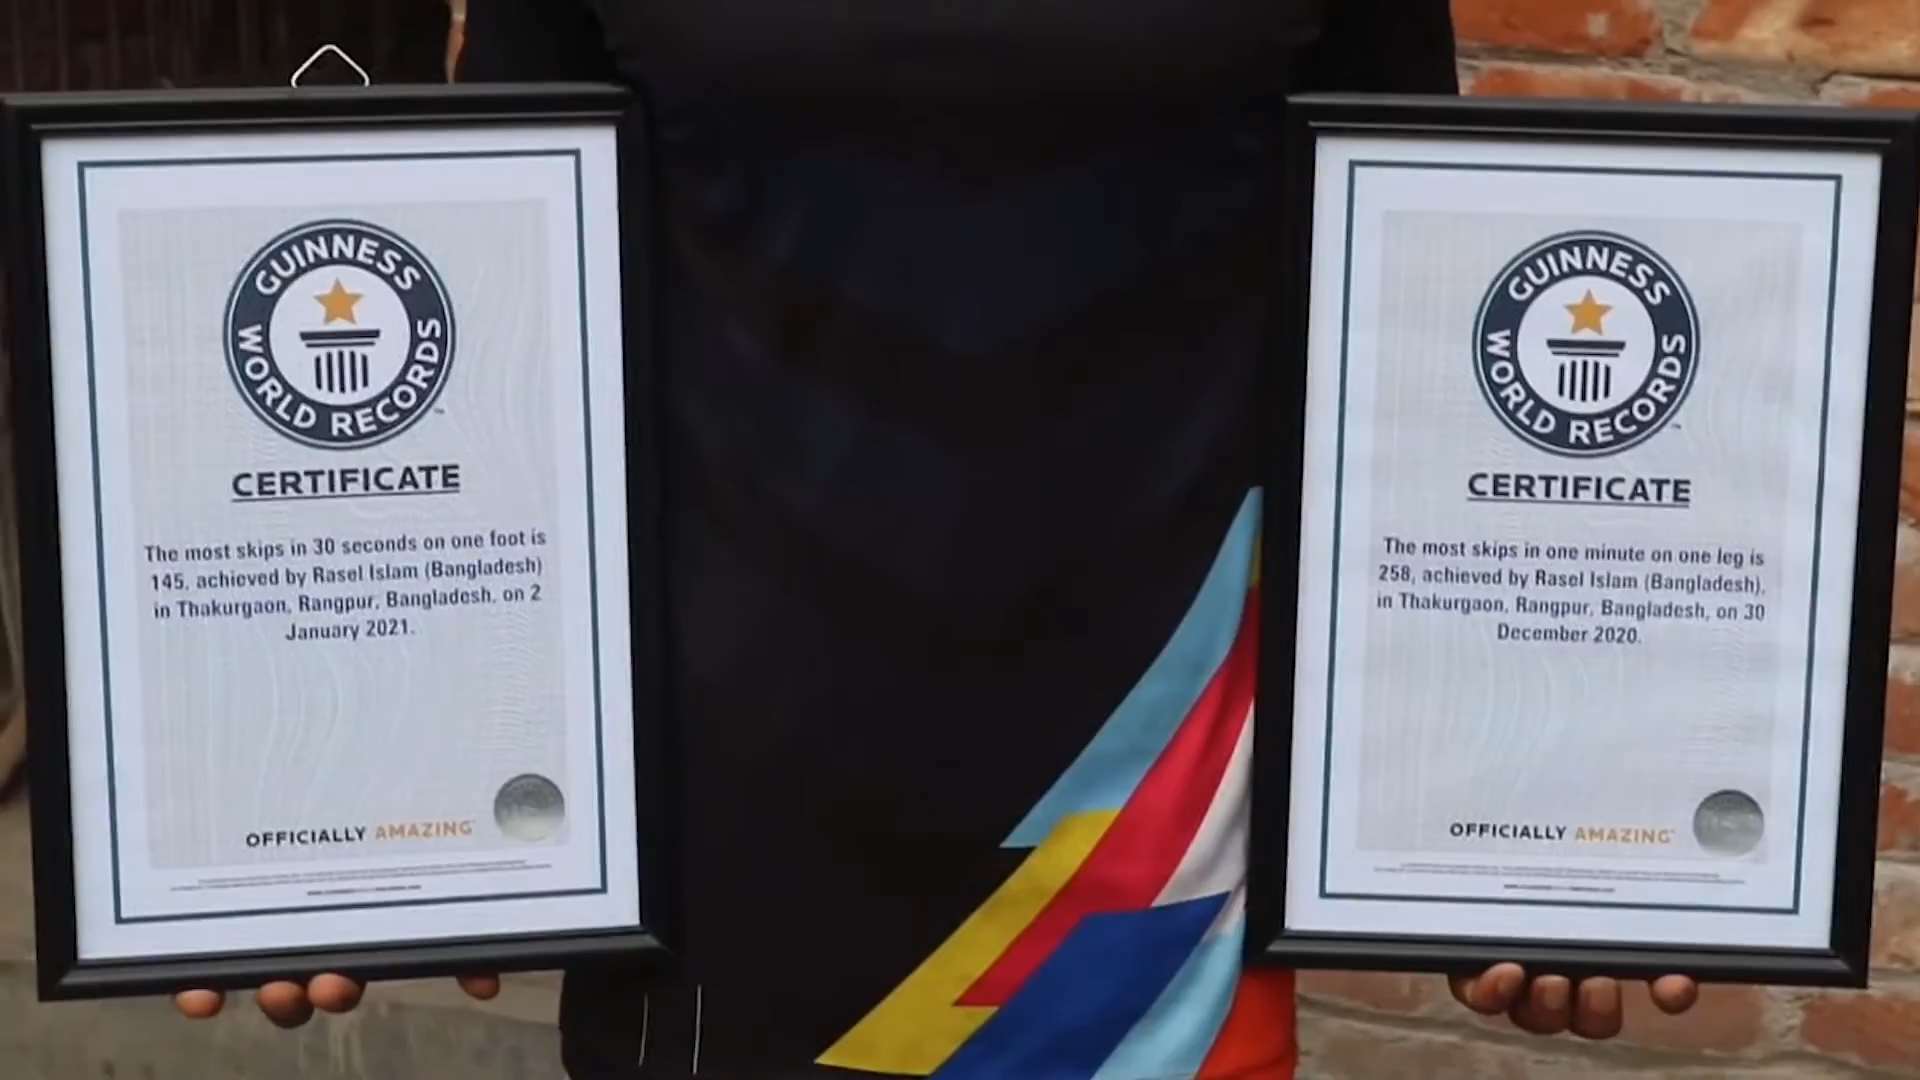 GUINNESS
WORLD RECORDS
CERTIFICATE
The most skips in 30 seconds on one foot is
145, achieved by Rasel Islam (Bangladesh)
in Thakurgaon, Rangpur, Bangladesh, on 2
January 2021.
OFFICIALLY AMAZING
GUINNESS
WORLD RECORDS
CERTIFICATE
The most skips in one minute on one leg is
258, achieved by Rasel Islam (Bangladesh),
in Thakurgaon, Rangpur, Bangladesh, on 30
December 2020.
OFFICIALLY AMAZING